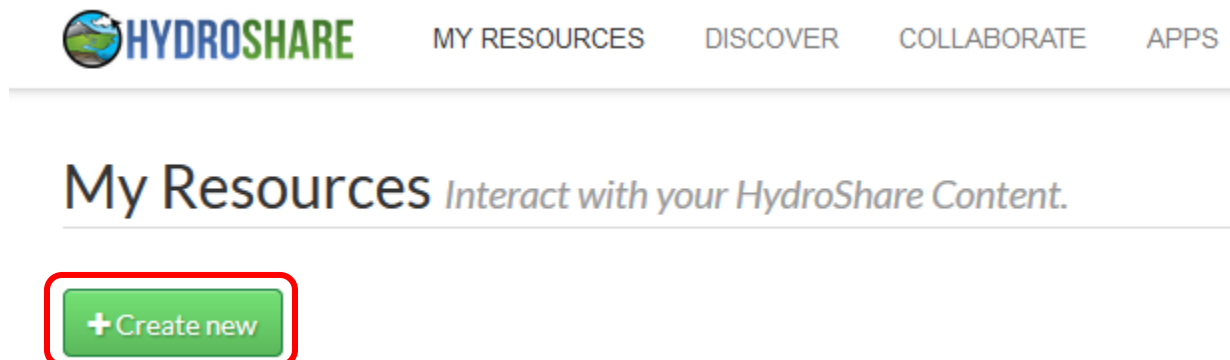 HYDROSHARE MY RESOURCES DISCOVER COLLABORATE APPS
My Resources Interact with your HydroShare Content.
+ Create new